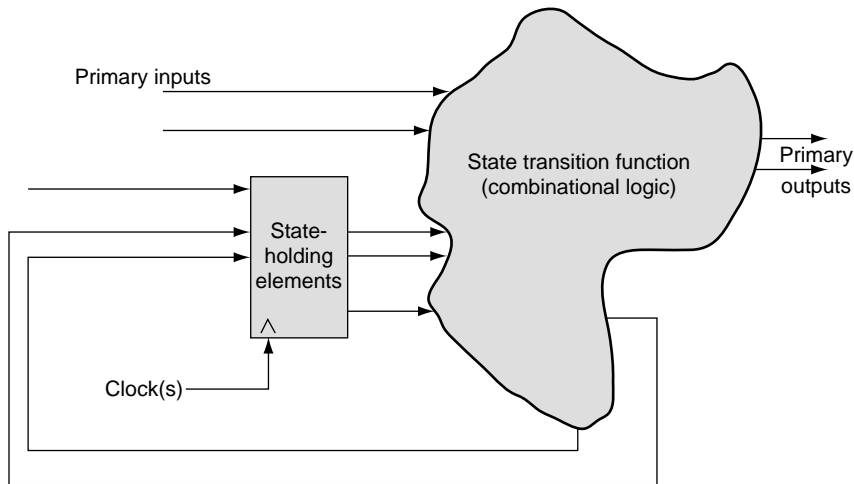 Primary inputs
State transition function
(combinational logic)
Primary
outputs
State-
holding
elements
Clock(s)